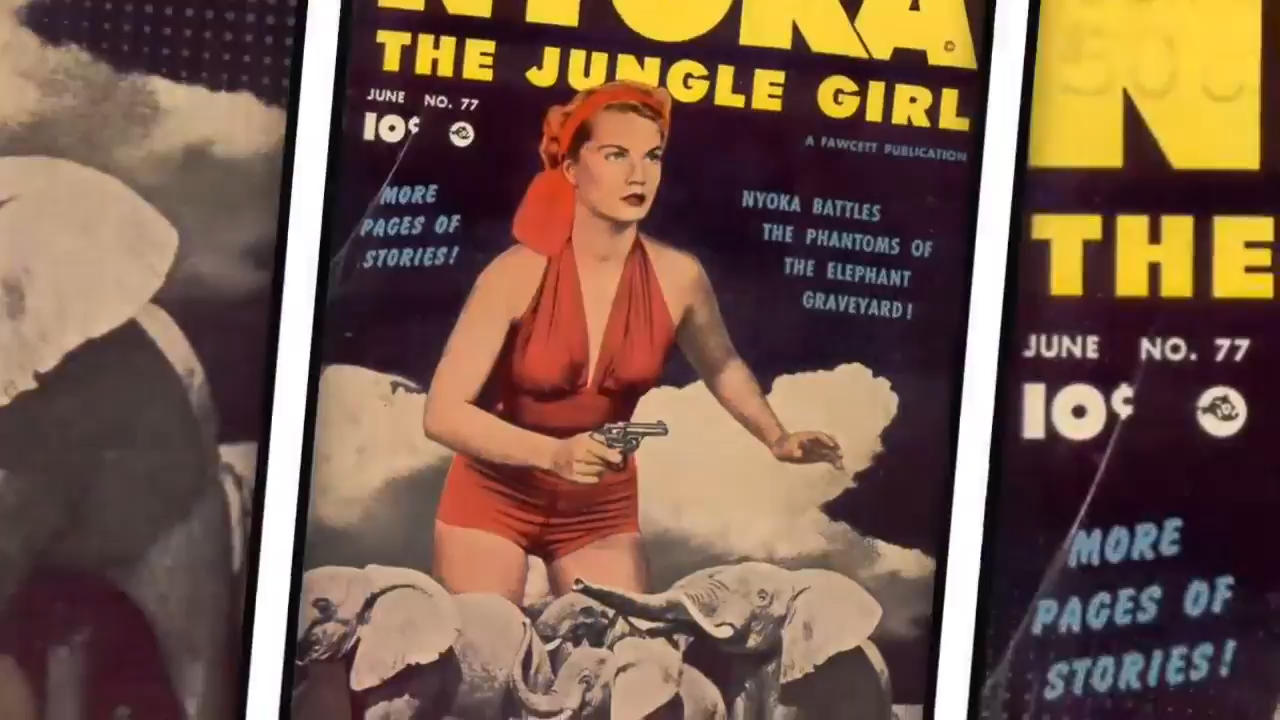 NYOKA
THE JUNGLE GIRL
JUNE NO. 77
10¢
A FAWCETT PUBLICATION
MORE
PAGES OF
STORIES!
NYOKA BATTLES
THE PHANTOMS OF
THE ELEPHANT
GRAVEYARD!
N
THE
JUNE NO. 77
10¢
MORE
PAGES OF
STORIES!